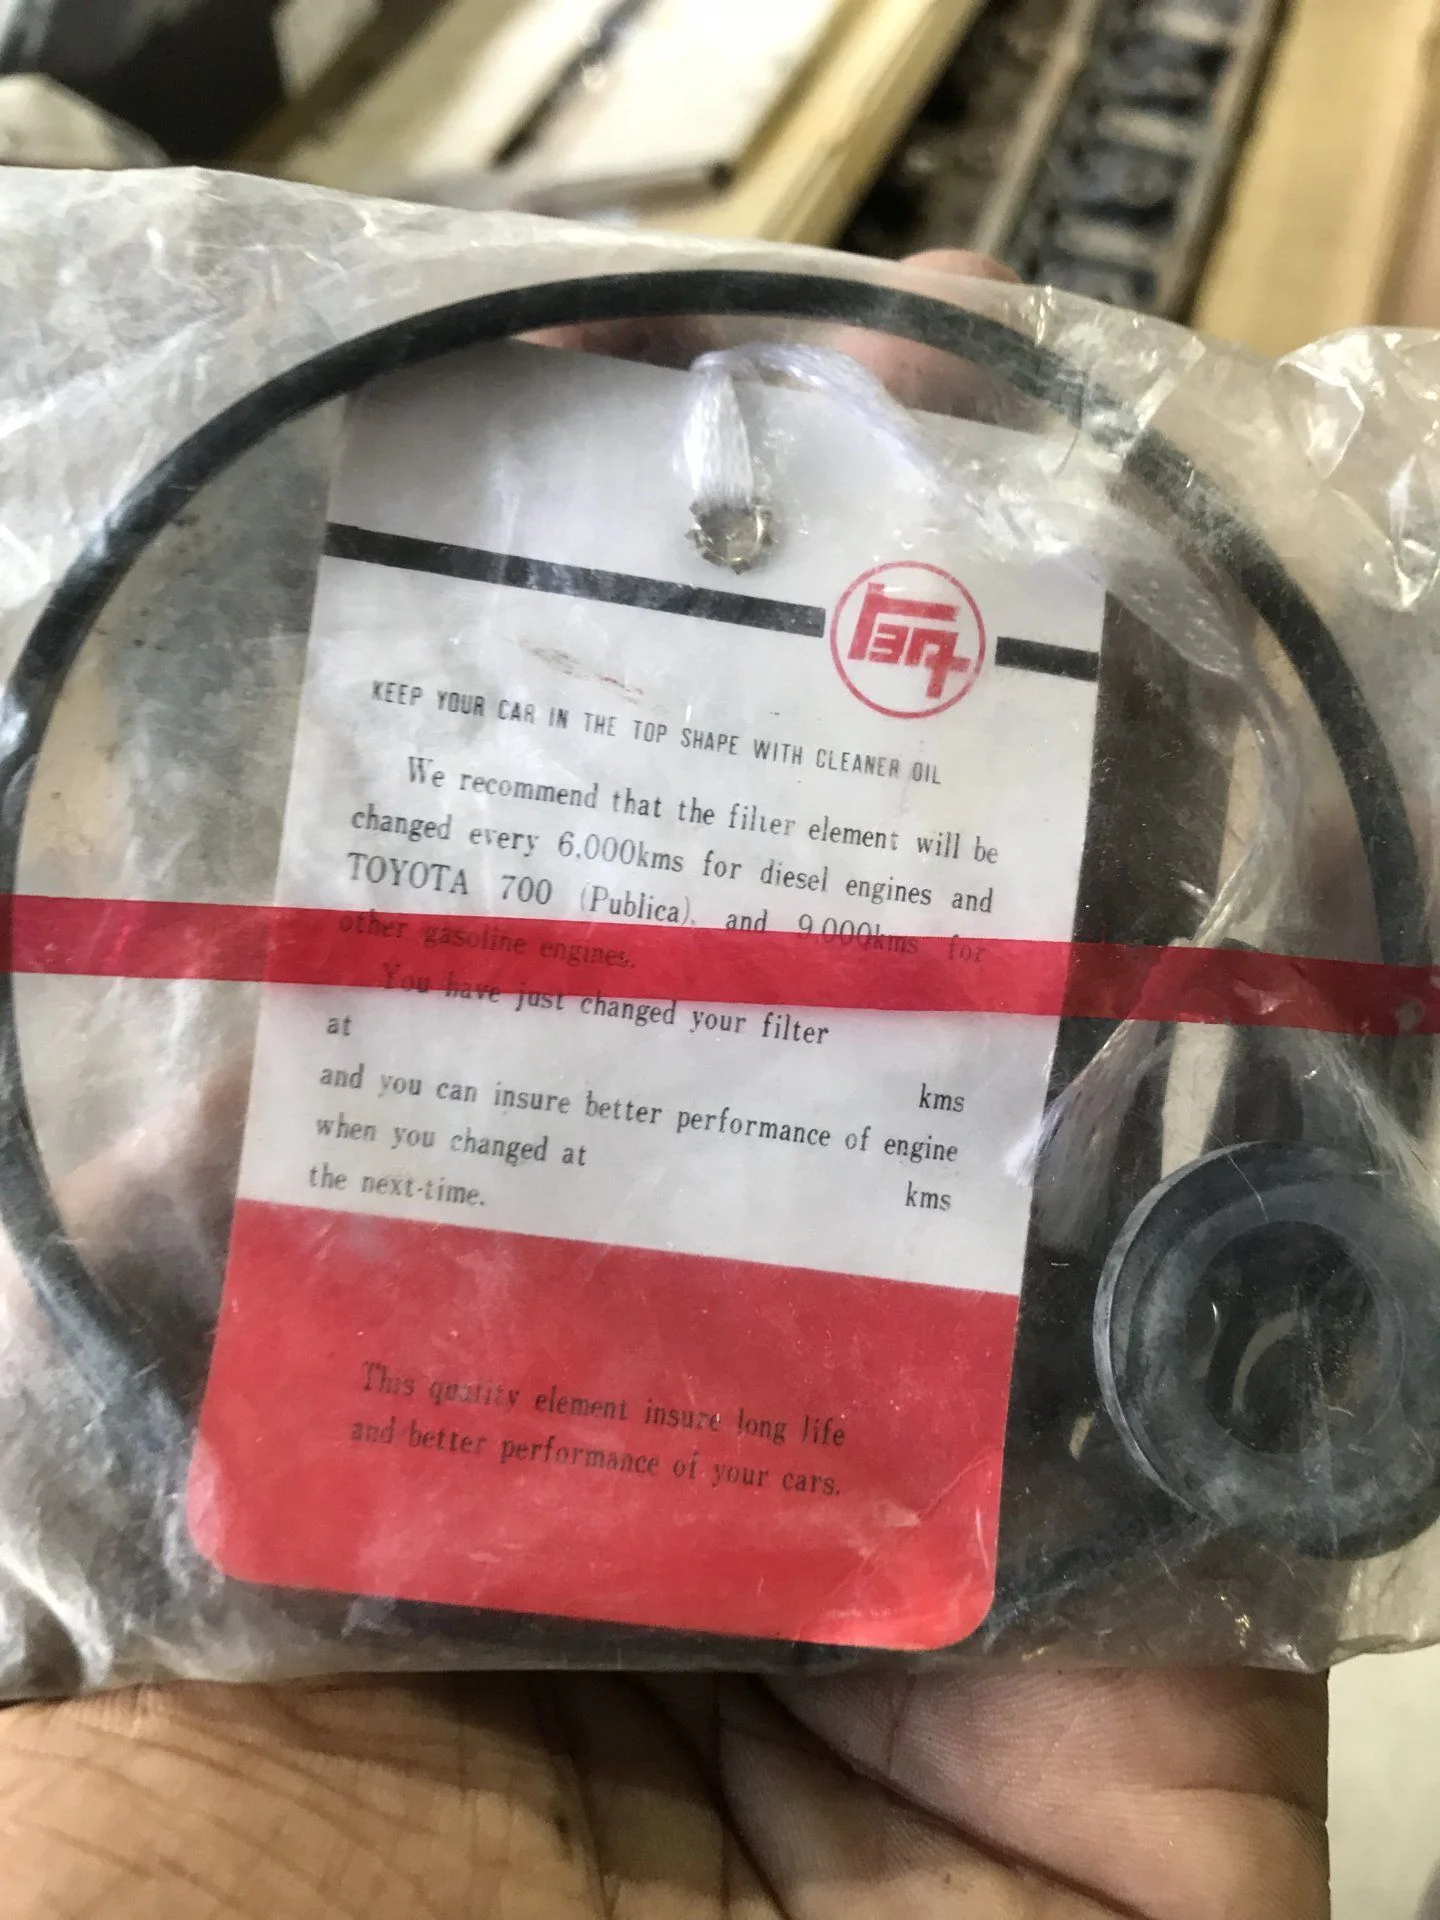 トヨタ
KEEP YOUR CAR IN THE TOP SHAPE WITH CLEANER OIL
We recommend that the filter element will be
changed every 6,000kms for diesel engines and
TOYOTA 700 (Publica), and 9,000kms for
other gasoline engines.
You have just changed your filter
at kms
and you can insure better performance of engine
when you changed at kms
the next-time.
This quality element insure long life
and better performance of your cars.